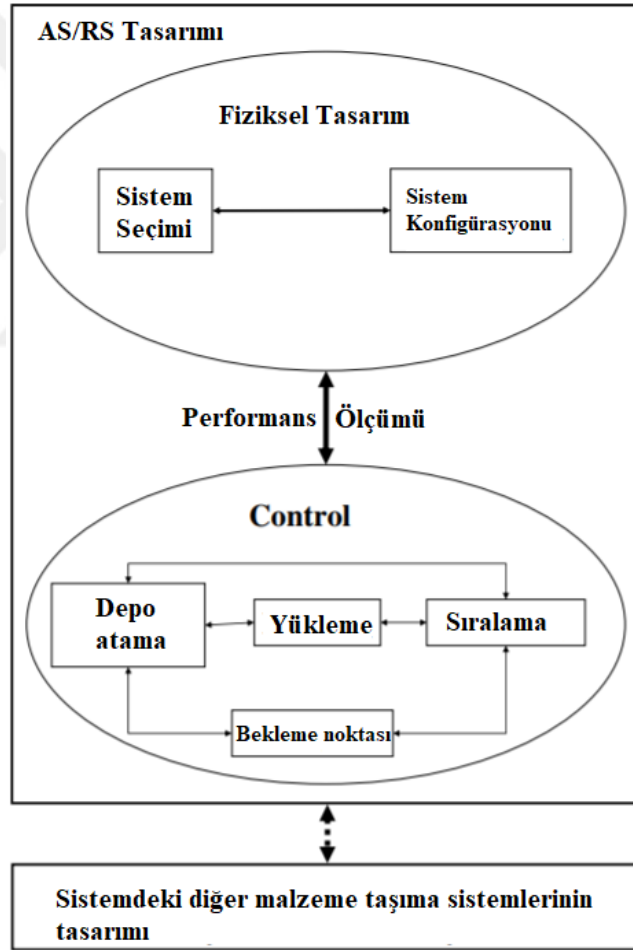 AS/RS Tasarımı
Fiziksel Tasarım
Sistem
Seçimi
Sistem
Konfigürasyonu
Performans Ölçümü
Control
Depo
atama
Yükleme
Sıralama
Bekleme noktası
Sistemdeki diğer malzeme taşıma sistemlerinin
tasarımı